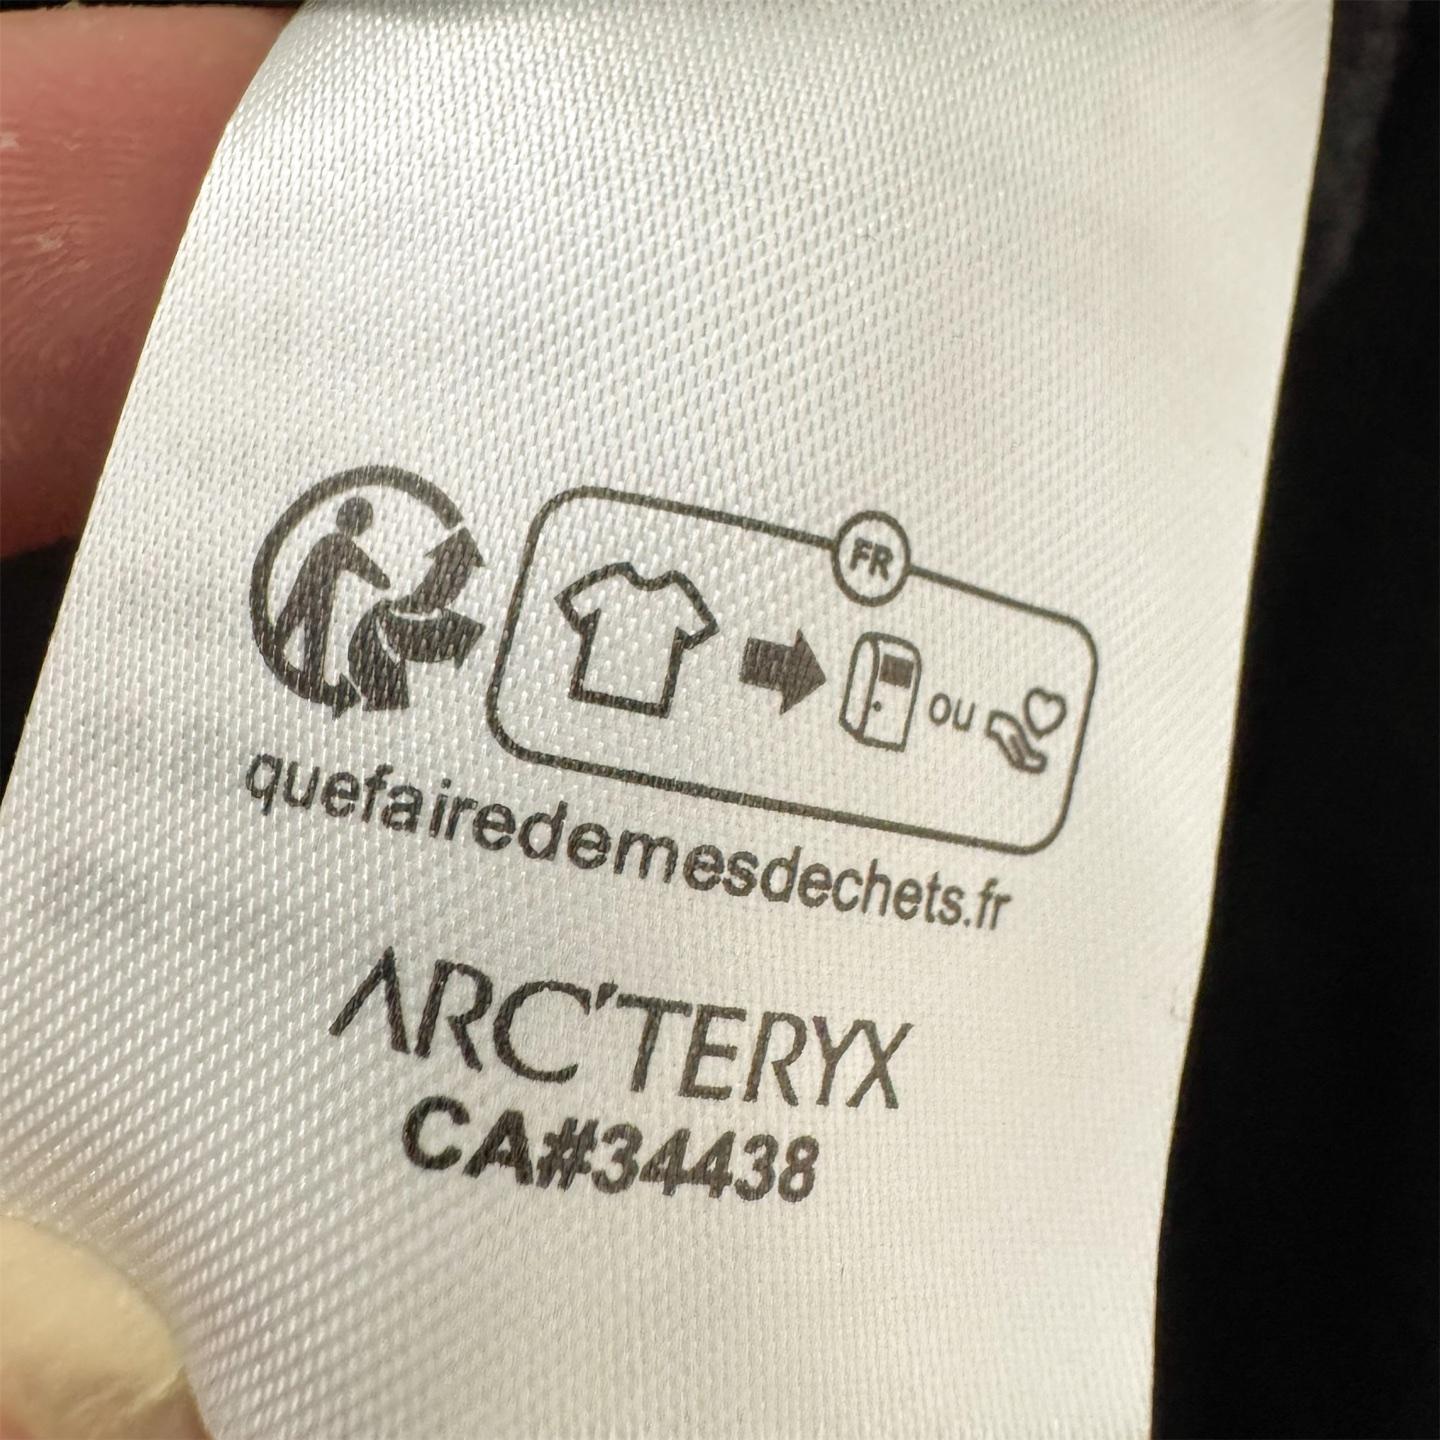 FR
ou
quefairedemesdechets.fr
ARC'TERYX
CA#34438